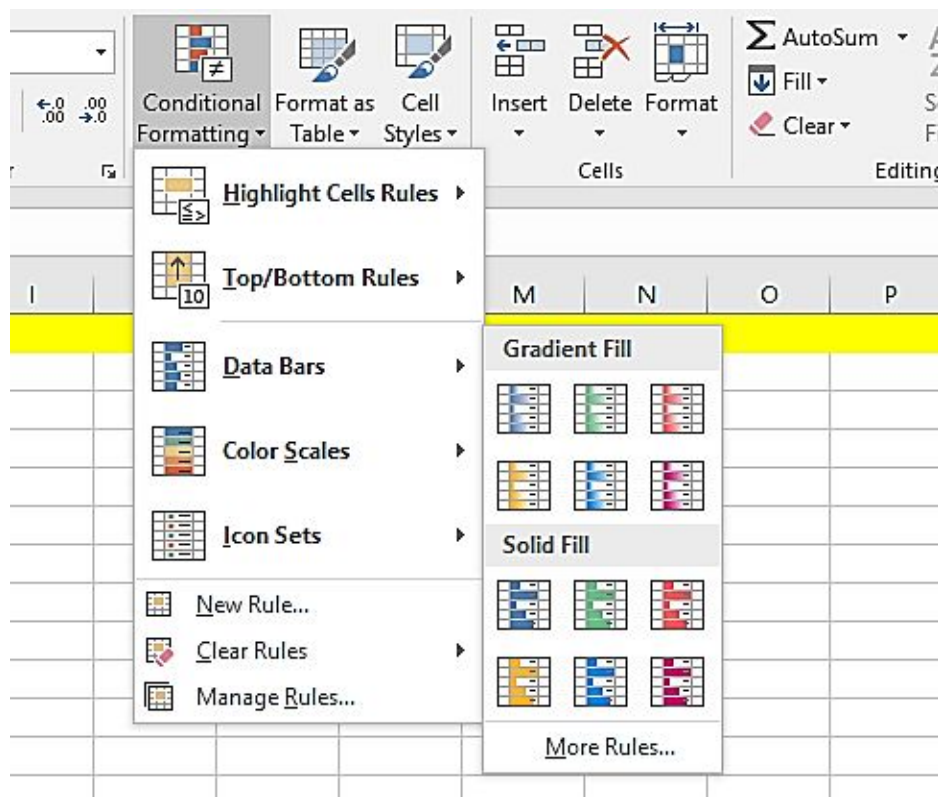 Conditional Formatting
Format as Table
Cell Styles
Insert
Delete
Format
AutoSum
Fill
Clear
Cells
Editing
Highlight Cells Rules
Top/Bottom Rules
10
Data Bars
Color Scales
Icon Sets
New Rule...
Clear Rules
Manage Rules...
I
M
N
O
P
Gradient Fill
Solid Fill
More Rules...